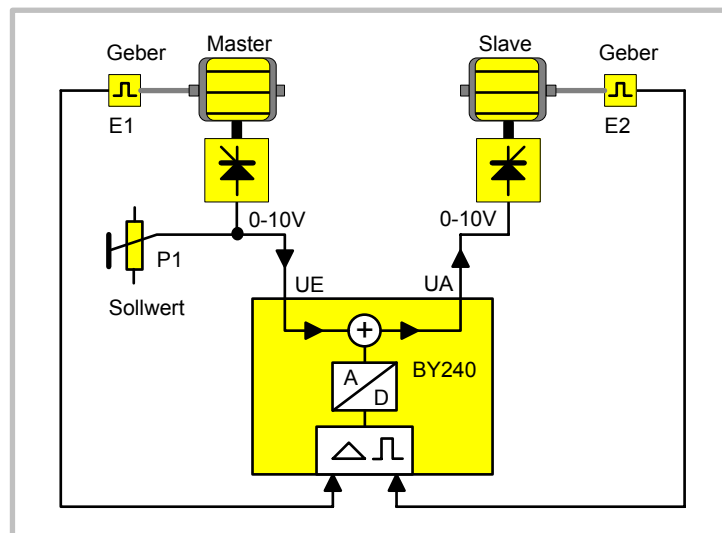 Geber
Master
Slave
Geber
E1
E2
0-10V
0-10V
P1
Sollwert
UE
UA
BY240
A
D